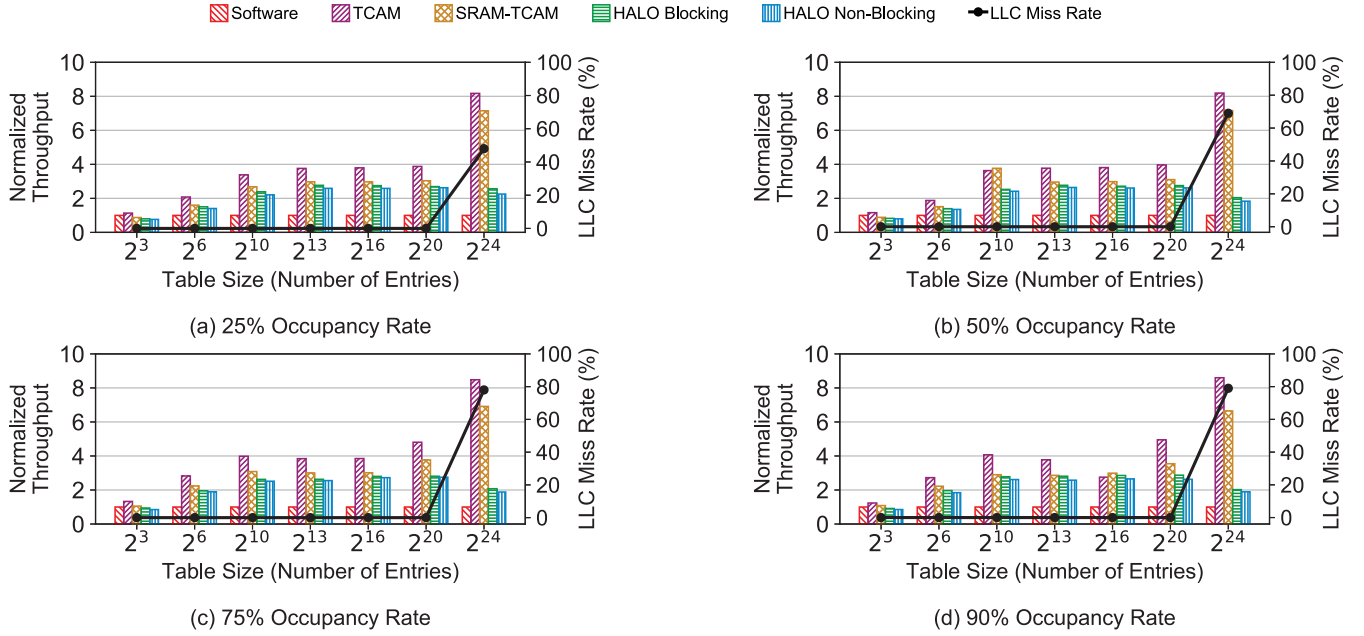 Software TCAM SRAM-TCAM HALO Blocking HALO Non-Blocking LLC Miss Rate
10
8
6
4
2
0
Normalized
Throughput
100
80
60
40
20
0
LLC Miss Rate (%)
2^3 2^6 2^10 2^13 2^16 2^20 2^24
Table Size (Number of Entries)
(a) 25% Occupancy Rate
10
8
6
4
2
0
Normalized
Throughput
100
80
60
40
20
0
LLC Miss Rate (%)
2^3 2^6 2^10 2^13 2^16 2^20 2^24
Table Size (Number of Entries)
(b) 50% Occupancy Rate
10
8
6
4
2
0
Normalized
Throughput
100
80
60
40
20
0
LLC Miss Rate (%)
2^3 2^6 2^10 2^13 2^16 2^20 2^24
Table Size (Number of Entries)
(c) 75% Occupancy Rate
10
8
6
4
2
0
Normalized
Throughput
100
80
60
40
20
0
LLC Miss Rate (%)
2^3 2^6 2^10 2^13 2^16 2^20 2^24
Table Size (Number of Entries)
(d) 90% Occupancy Rate